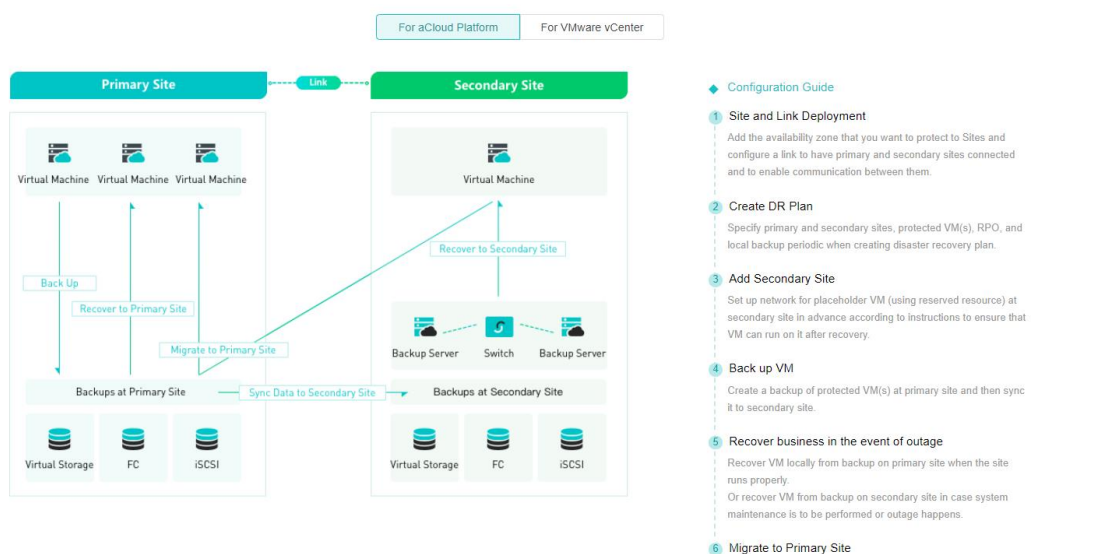 For aCloud Platform
For VMware vCenter
Primary Site
Link
Secondary Site
Virtual Machine
Virtual Machine
Virtual Machine
Virtual Machine
Back Up
Recover to Primary Site
Migrate to Primary Site
Recover to Secondary Site
Backup Server
Switch
Backup Server
Backups at Primary Site
Sync Data to Secondary Site
Backups at Secondary Site
Virtual Storage
FC
iSCSI
Virtual Storage
FC
iSCSI
Configuration Guide
1 Site and Link Deployment
Add the availability zone that you want to protect to Sites and
configure a link to have primary and secondary sites connected
and to enable communication between them.
2 Create DR Plan
Specify primary and secondary sites, protected VM(s), RPO, and
local backup periodic when creating disaster recovery plan.
3 Add Secondary Site
Set up network for placeholder VM (using reserved resource) at
secondary site in advance according to instructions to ensure that
VM can run on it after recovery.
4 Back up VM
Create a backup of protected VM(s) at primary site and then sync
it to secondary site.
5 Recover business in the event of outage
Recover VM locally from backup on primary site when the site
runs properly.
Or recover VM from backup on secondary site in case system
maintenance is to be performed or outage happens.
6 Migrate to Primary Site